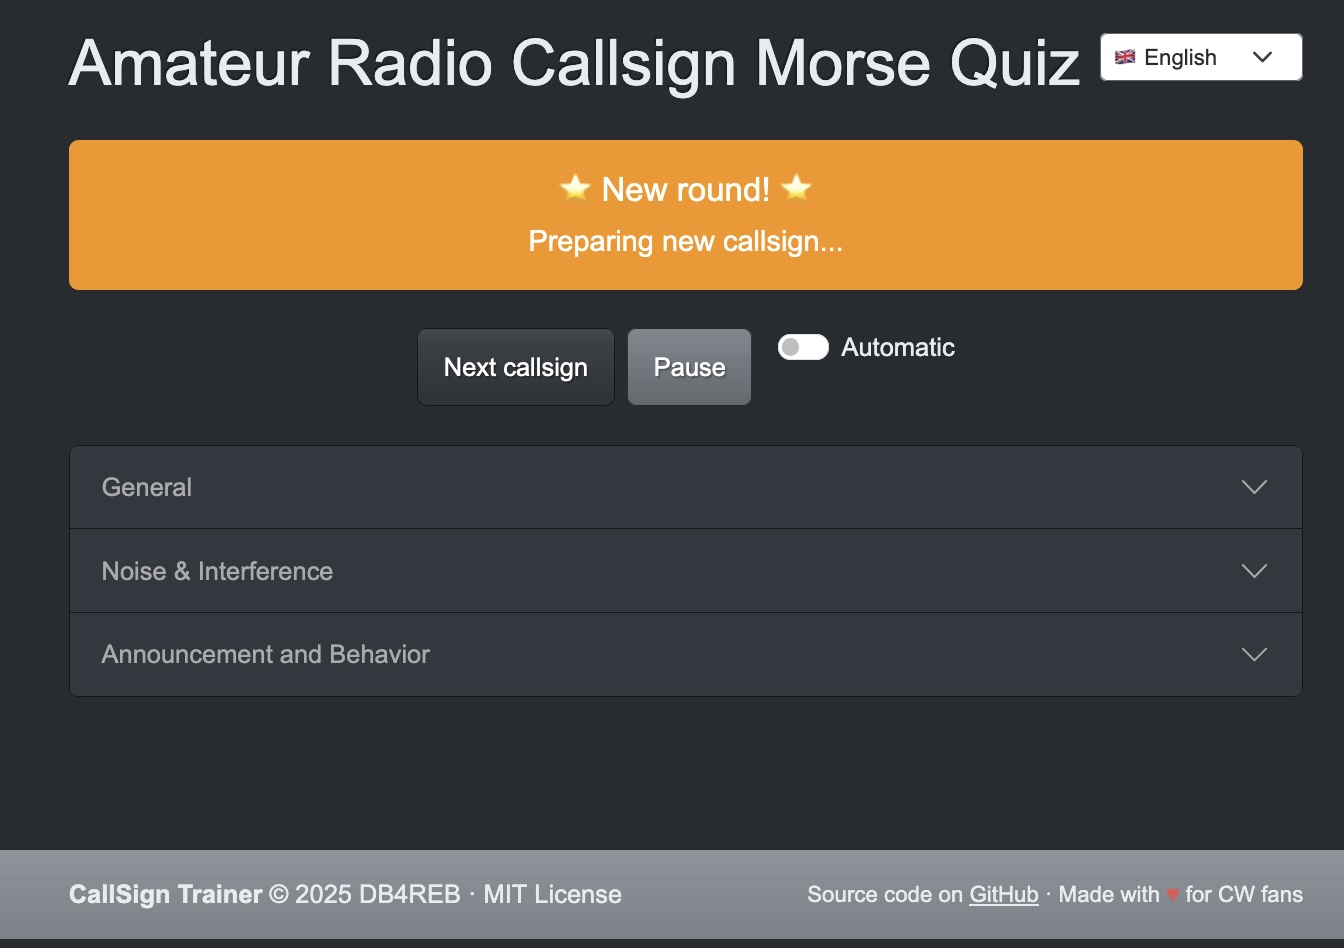 Amateur Radio Callsign Morse Quiz
🇬🇧 English
⭐ New round! ⭐
Preparing new callsign...
Next callsign
Pause
Automatic
General
Noise & Interference
Announcement and Behavior
CallSign Trainer © 2025 DB4REB · MIT License
Source code on GitHub · Made with ♥ for CW fans